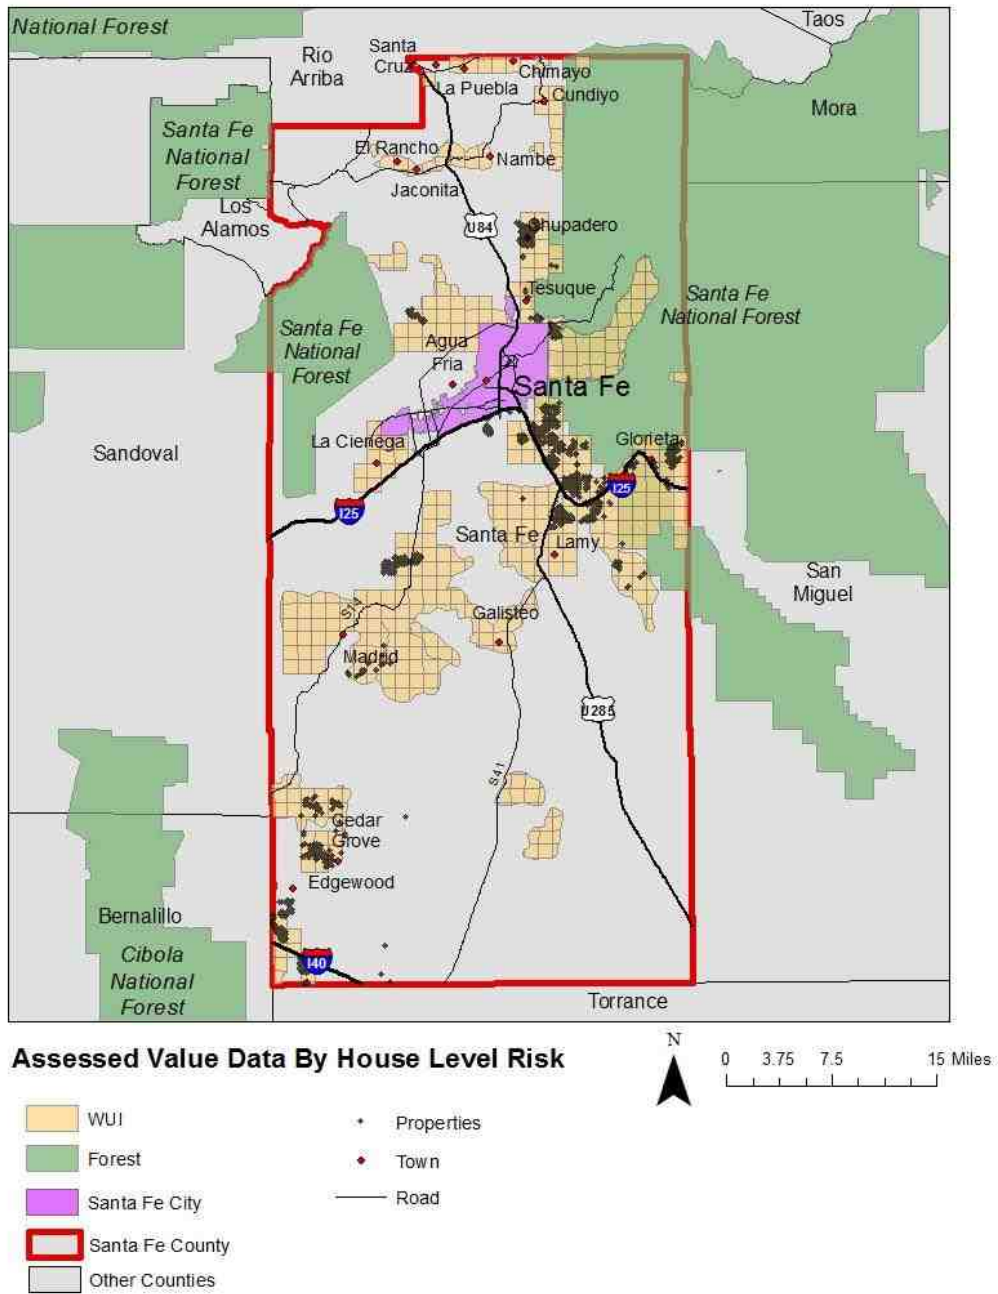 National Forest
Taos
Rio
Arriba
Santa
Cruz
Chimayo
La Puebla
Cundiyo
Mora
Santa Fe
National
Forest
El Rancho
Nambe
Jaconita
Los
Alamos
U84
Chupadero
Tesuque
Santa Fe
National Forest
Santa Fe
National
Forest
Agua
Fria
Santa Fe
La Cienega
Glorieta
Sandoval
I25
I25
Santa Fe
Lamy
San
Miguel
S14
Galisteo
Madrid
U285
S41
Cedar
Grove
Edgewood
Bernalillo
I40
Cibola
National
Forest
Torrance
Assessed Value Data By House Level Risk
N
0 3.75 7.5 15 Miles
WUI
Forest
Santa Fe City
Santa Fe County
Other Counties
Properties
Town
Road